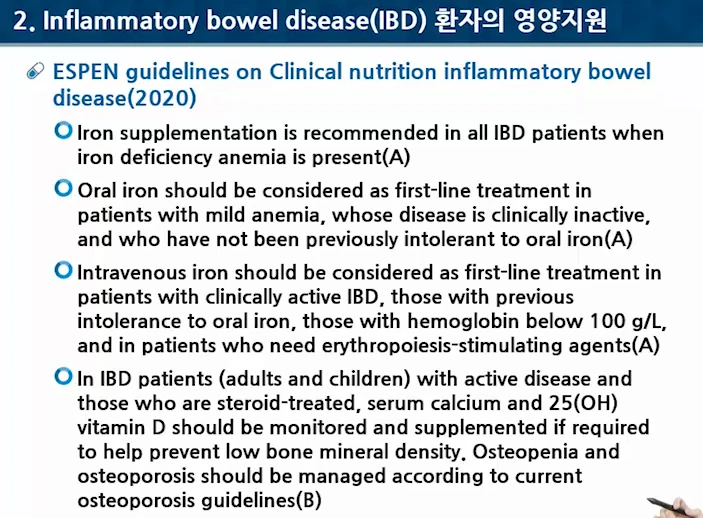 2. Inflammatory bowel disease(IBD) 환자의 영양지원
ESPEN guidelines on Clinical nutrition inflammatory bowel
disease(2020)
Iron supplementation is recommended in all IBD patients when
iron deficiency anemia is present(A)
Oral iron should be considered as first-line treatment in
patients with mild anemia, whose disease is clinically inactive,
and who have not been previously intolerant to oral iron(A)
Intravenous iron should be considered as first-line treatment in
patients with clinically active IBD, those with previous
intolerance to oral iron, those with hemoglobin below 100 g/L,
and in patients who need erythropoiesis-stimulating agents(A)
In IBD patients (adults and children) with active disease and
those who are steroid-treated, serum calcium and 25(OH)
vitamin D should be monitored and supplemented if required
to help prevent low bone mineral density. Osteopenia and
osteoporosis should be managed according to current
osteoporosis guidelines(B)